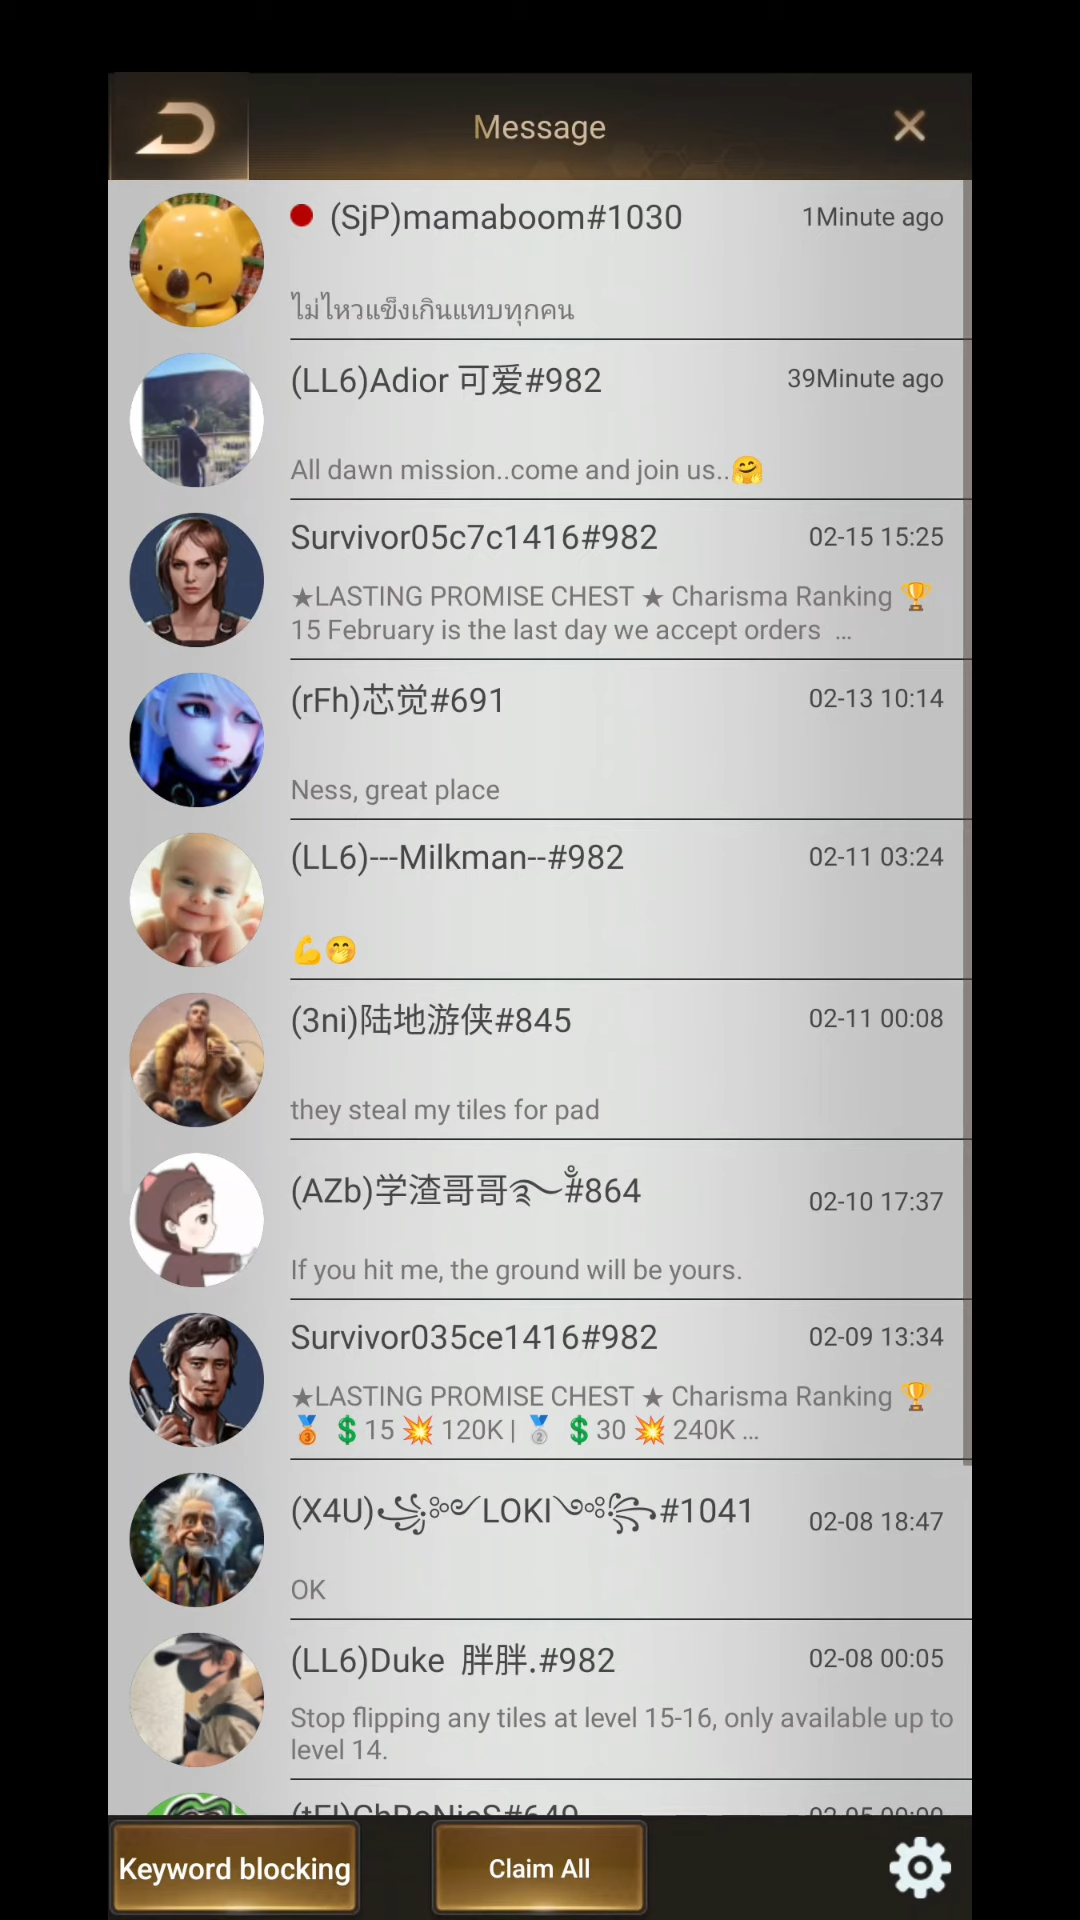 Message
(SjP)mamaboom#1030
1Minute ago
ไม่ไหวแข็งเกินแทบทุกคน
(LL6)Adior 可爱#982
39Minute ago
All dawn mission..come and join us..🤗
Survivor05c7c1416#982
02-15 15:25
★LASTING PROMISE CHEST ★ Charisma Ranking 🏆
15 February is the last day we accept orders ...
(rFh)芯觉#691
02-13 10:14
Ness, great place
(LL6)---Milkman--#982
02-11 03:24
💪🤭
(3ni)陆地游侠#845
02-11 00:08
they steal my tiles for pad
(AZb)学渣哥哥#864
02-10 17:37
If you hit me, the ground will be yours.
Survivor035ce1416#982
02-09 13:34
★LASTING PROMISE CHEST ★ Charisma Ranking 🏆
🥉 💲15 💥 120K | 🥈 💲30 💥 240K ...
(X4U)꧁༺LOKI༻꧂#1041
02-08 18:47
OK
(LL6)Duke 胖胖.#982
02-08 00:05
Stop flipping any tiles at level 15-16, only available up to
level 14.
Keyword blocking
Claim All